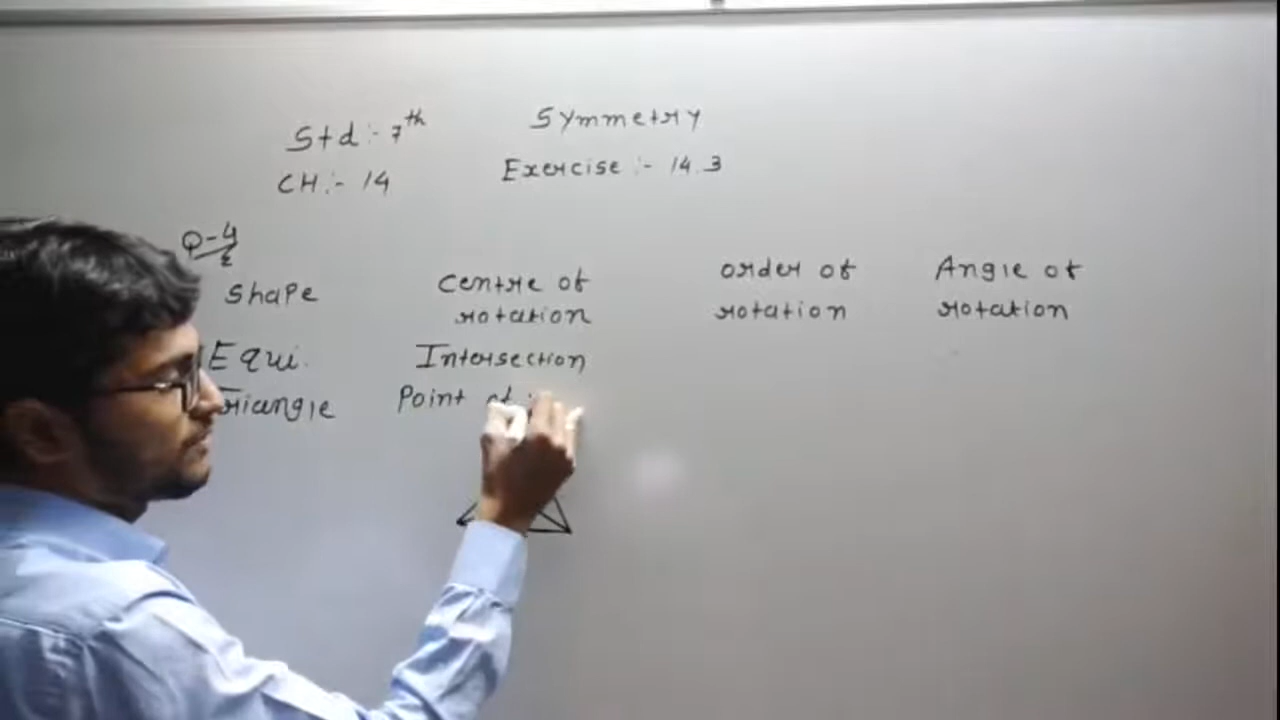 Std :- 7th
Symmetry
CH :- 14
Exercise :- 14.3
Q-4
Shape
Centre of rotation
order of rotation
Angle of rotation
Equi. Triangle
Intersection
Point of